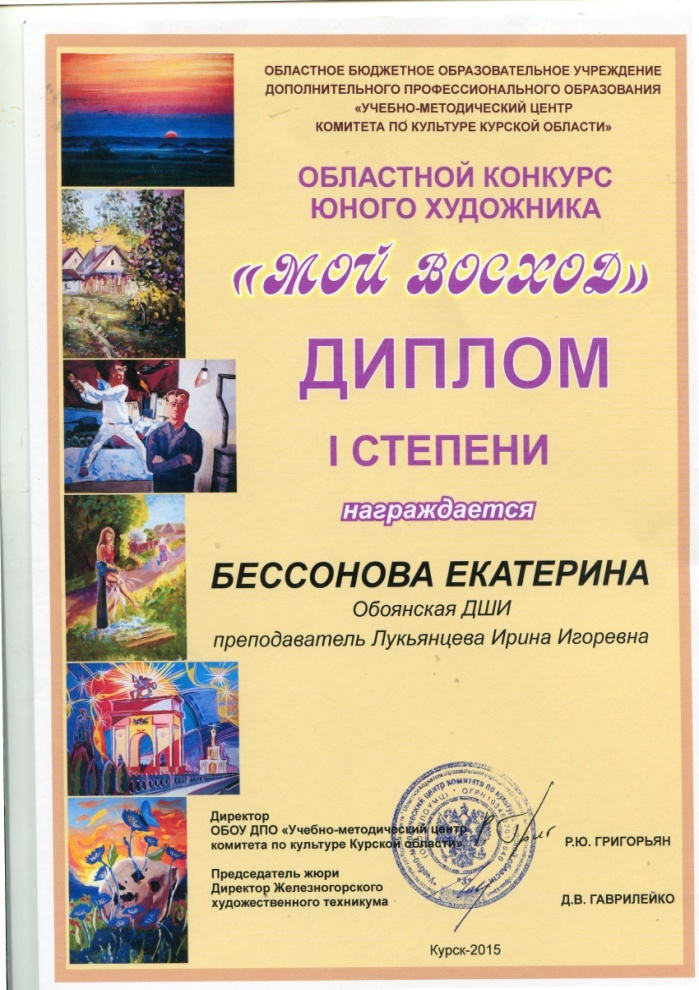 ОБЛАСТНОЕ БЮДЖЕТНОЕ ОБРАЗОВАТЕЛЬНОЕ УЧРЕЖДЕНИЕ
ДОПОЛНИТЕЛЬНОГО ПРОФЕССИОНАЛЬНОГО ОБРАЗОВАНИЯ
«УЧЕБНО-МЕТОДИЧЕСКИЙ ЦЕНТР
КОМИТЕТА ПО КУЛЬТУРЕ КУРСКОЙ ОБЛАСТИ»
ОБЛАСТНОЙ КОНКУРС
ЮНОГО ХУДОЖНИКА
«МОЙ ВОСХОД»
ДИПЛОМ
I СТЕПЕНИ
награждается
БЕССОНОВА ЕКАТЕРИНА
Обоянская ДШИ
преподаватель Лукьянцева Ирина Игоревна
Директор
ОБОУ ДПО «Учебно-методический центр
комитета по культуре Курской области»
Р.Ю. ГРИГОРЬЯН
Председатель жюри
Директор Железногорского
художественного техникума
Д.В. ГАВРИЛЕЙКО
Курск-2015